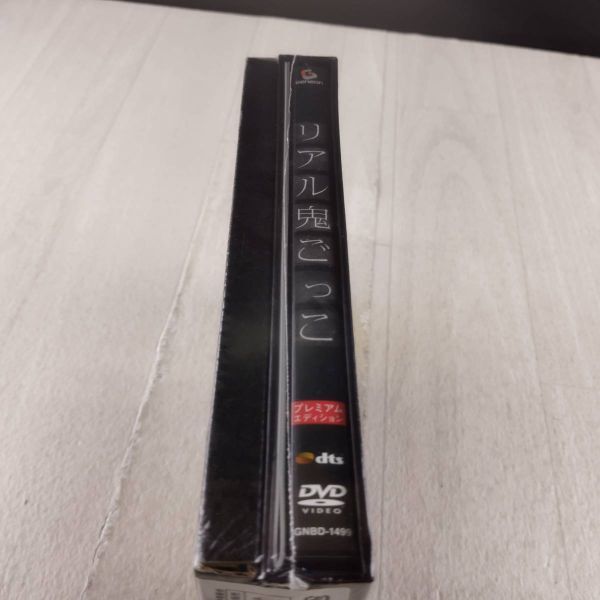 Geneon
リアル鬼ごっこ
プレミアム
エディション
dts
DVD
VIDEO
GNBD-1499